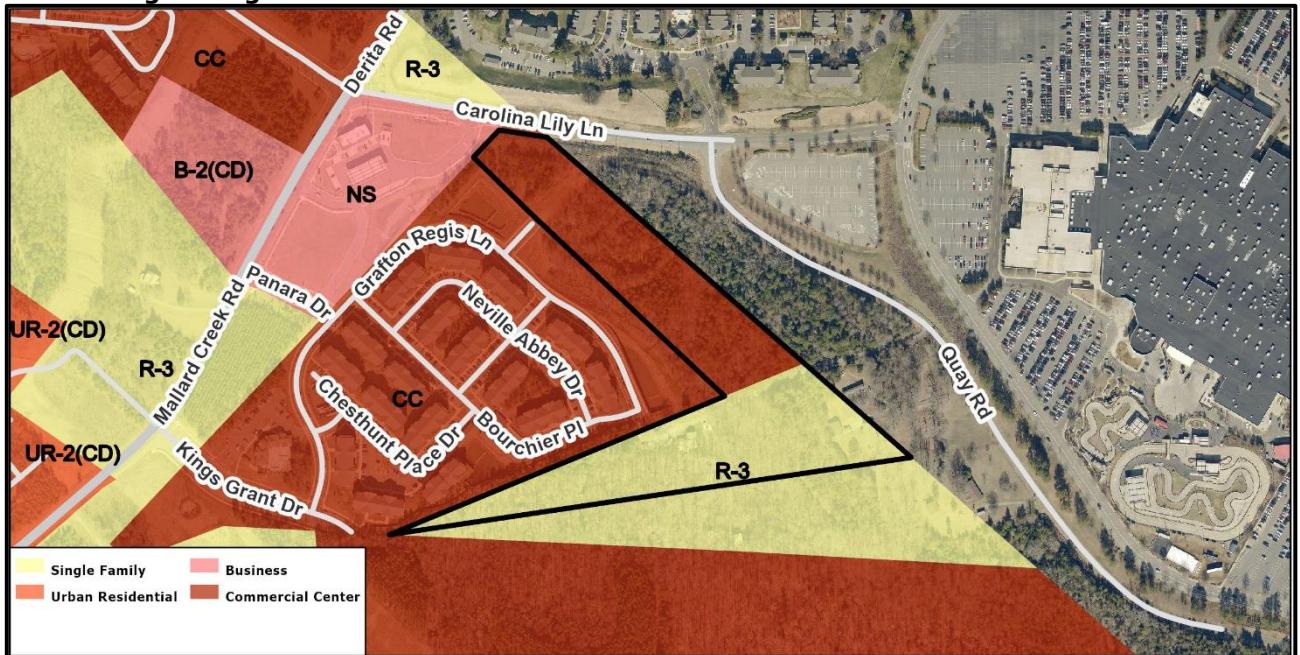 CC
Derita Rd
R-3
Carolina Lily Ln
B-2(CD)
NS
Grafton Regis Ln
Panara Dr
Neville Abbey Dr
UR-2(CD)
R-3
Mallard Creek Rd
Chesthunt Place Dr
CC
Bourchier Pl
Quay Rd
UR-2(CD)
Kings Grant Dr
R-3
Single Family
Business
Urban Residential
Commercial Center